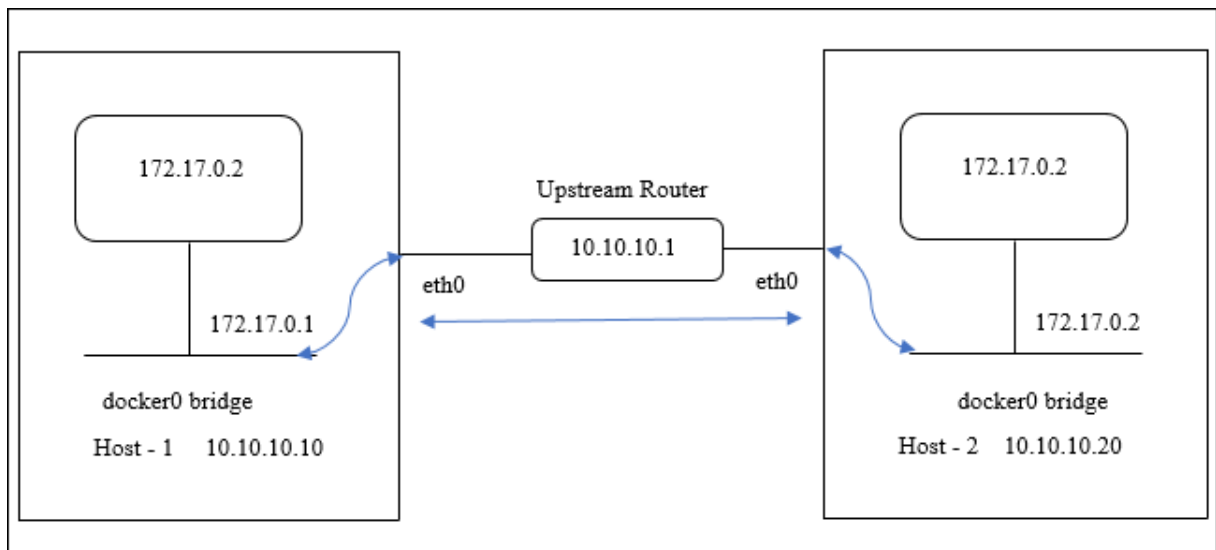 172.17.0.2
172.17.0.1
docker0 bridge
Host - 1 10.10.10.10
Upstream Router
10.10.10.1
eth0
eth0
172.17.0.2
172.17.0.2
docker0 bridge
Host - 2 10.10.10.20